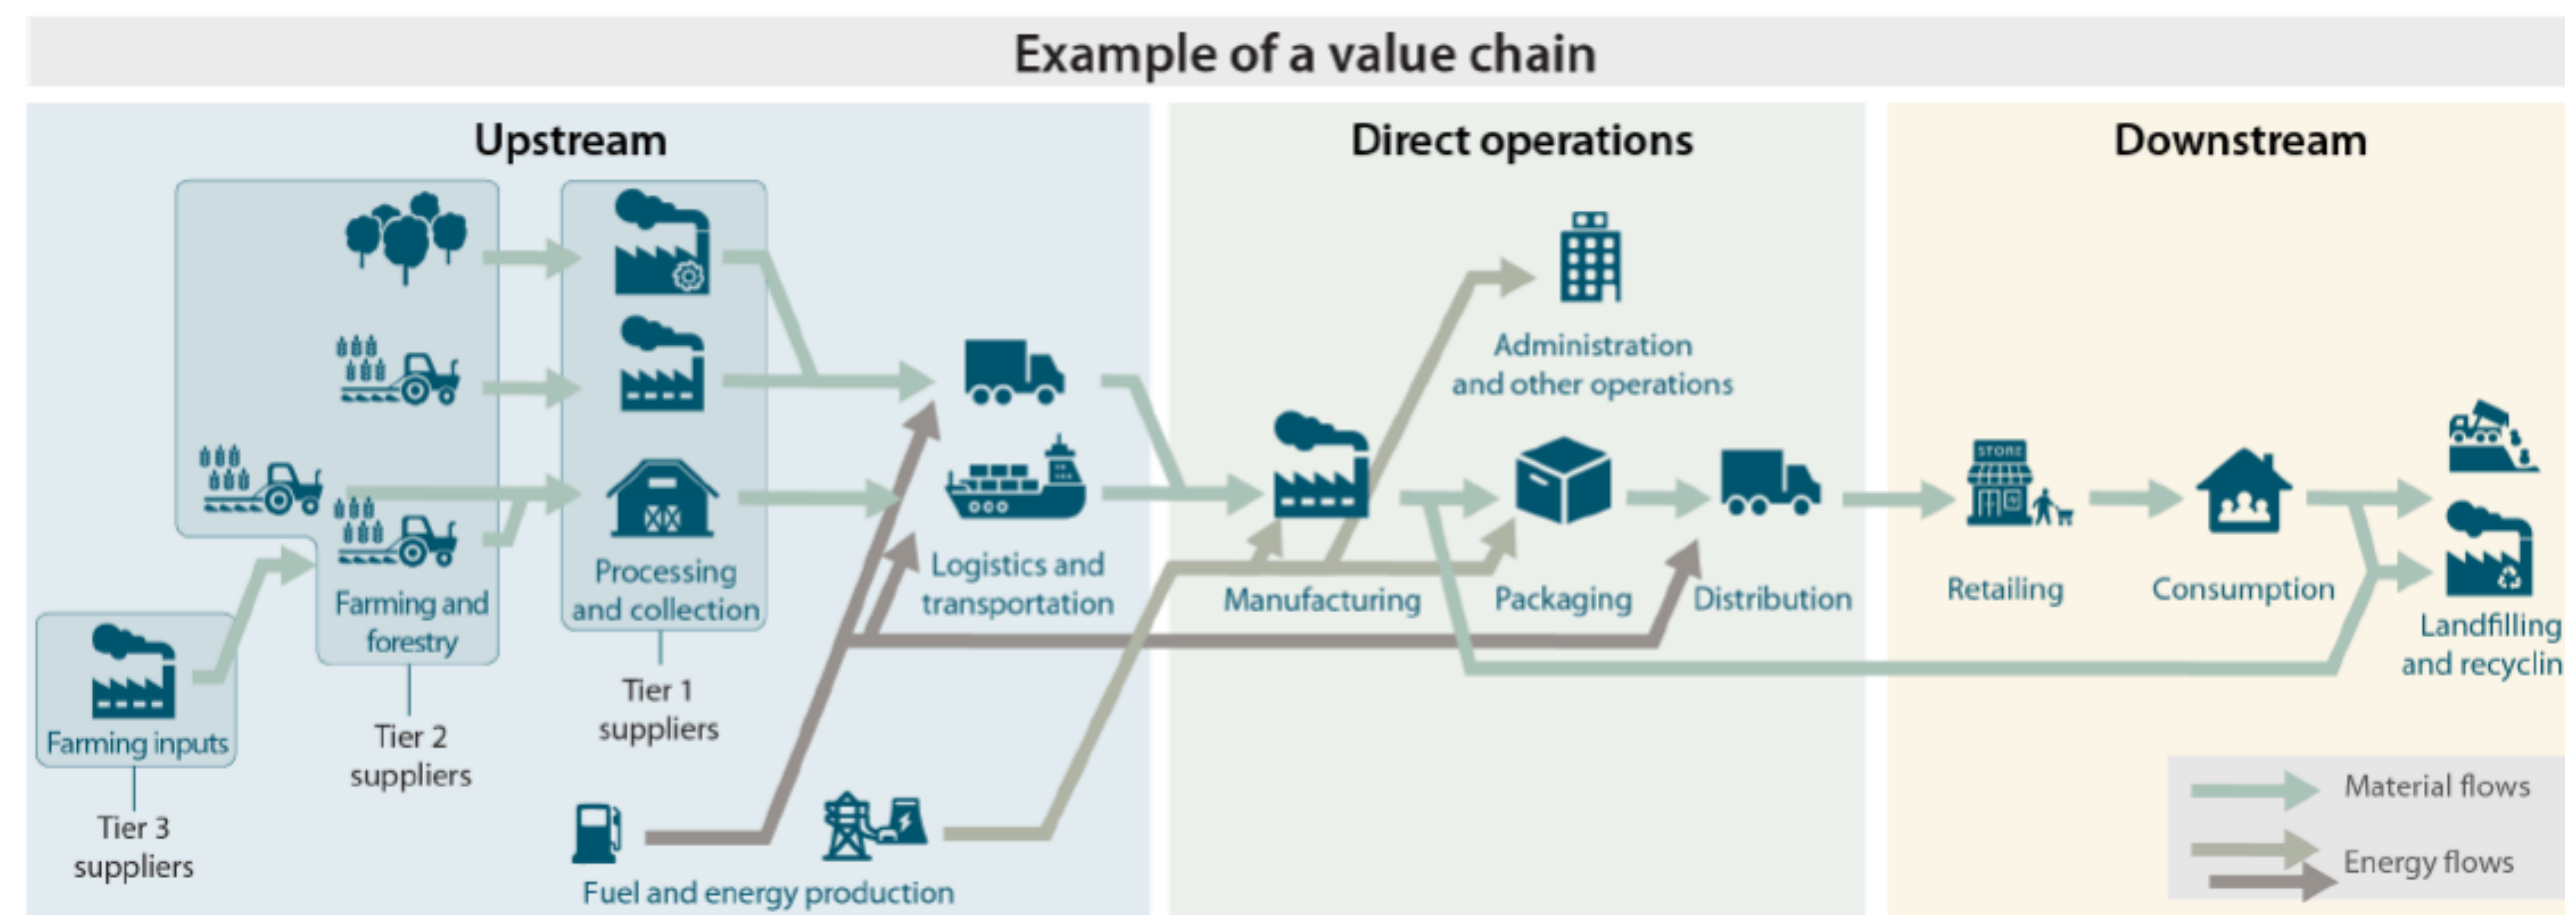 Example of a value chain
Upstream
Direct operations
Downstream
Administration
and other operations
STORE
Processing
and collection
Logistics and
transportation
Manufacturing
Packaging
Distribution
Retailing
Consumption
Farming and
forestry
Landfilling
and recyclin
Tier 1
suppliers
Farming inputs
Tier 2
suppliers
Tier 3
suppliers
Fuel and energy production
Material flows
Energy flows